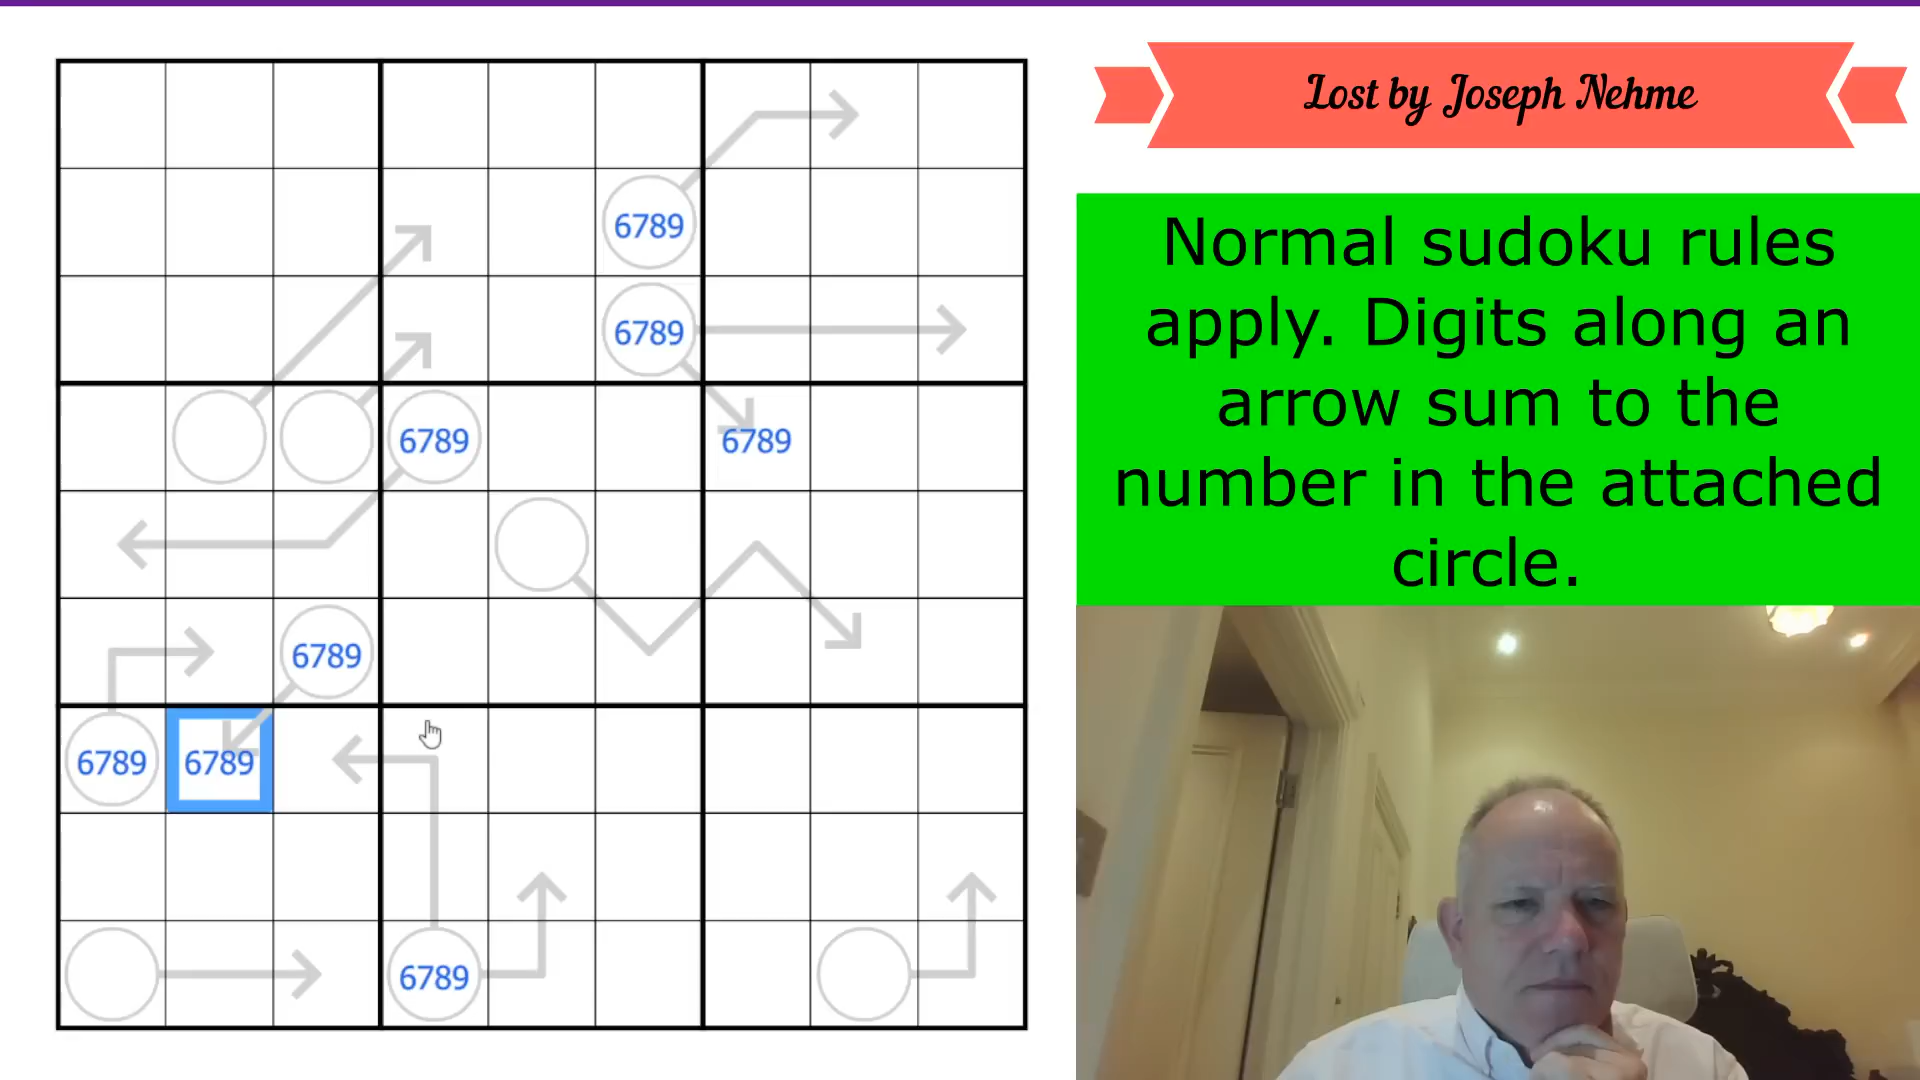 Lost by Joseph Nehme
Normal sudoku rules
apply. Digits along an
arrow sum to the
number in the attached
circle.
6789
6789
6789 6789
6789
6789 6789
6789